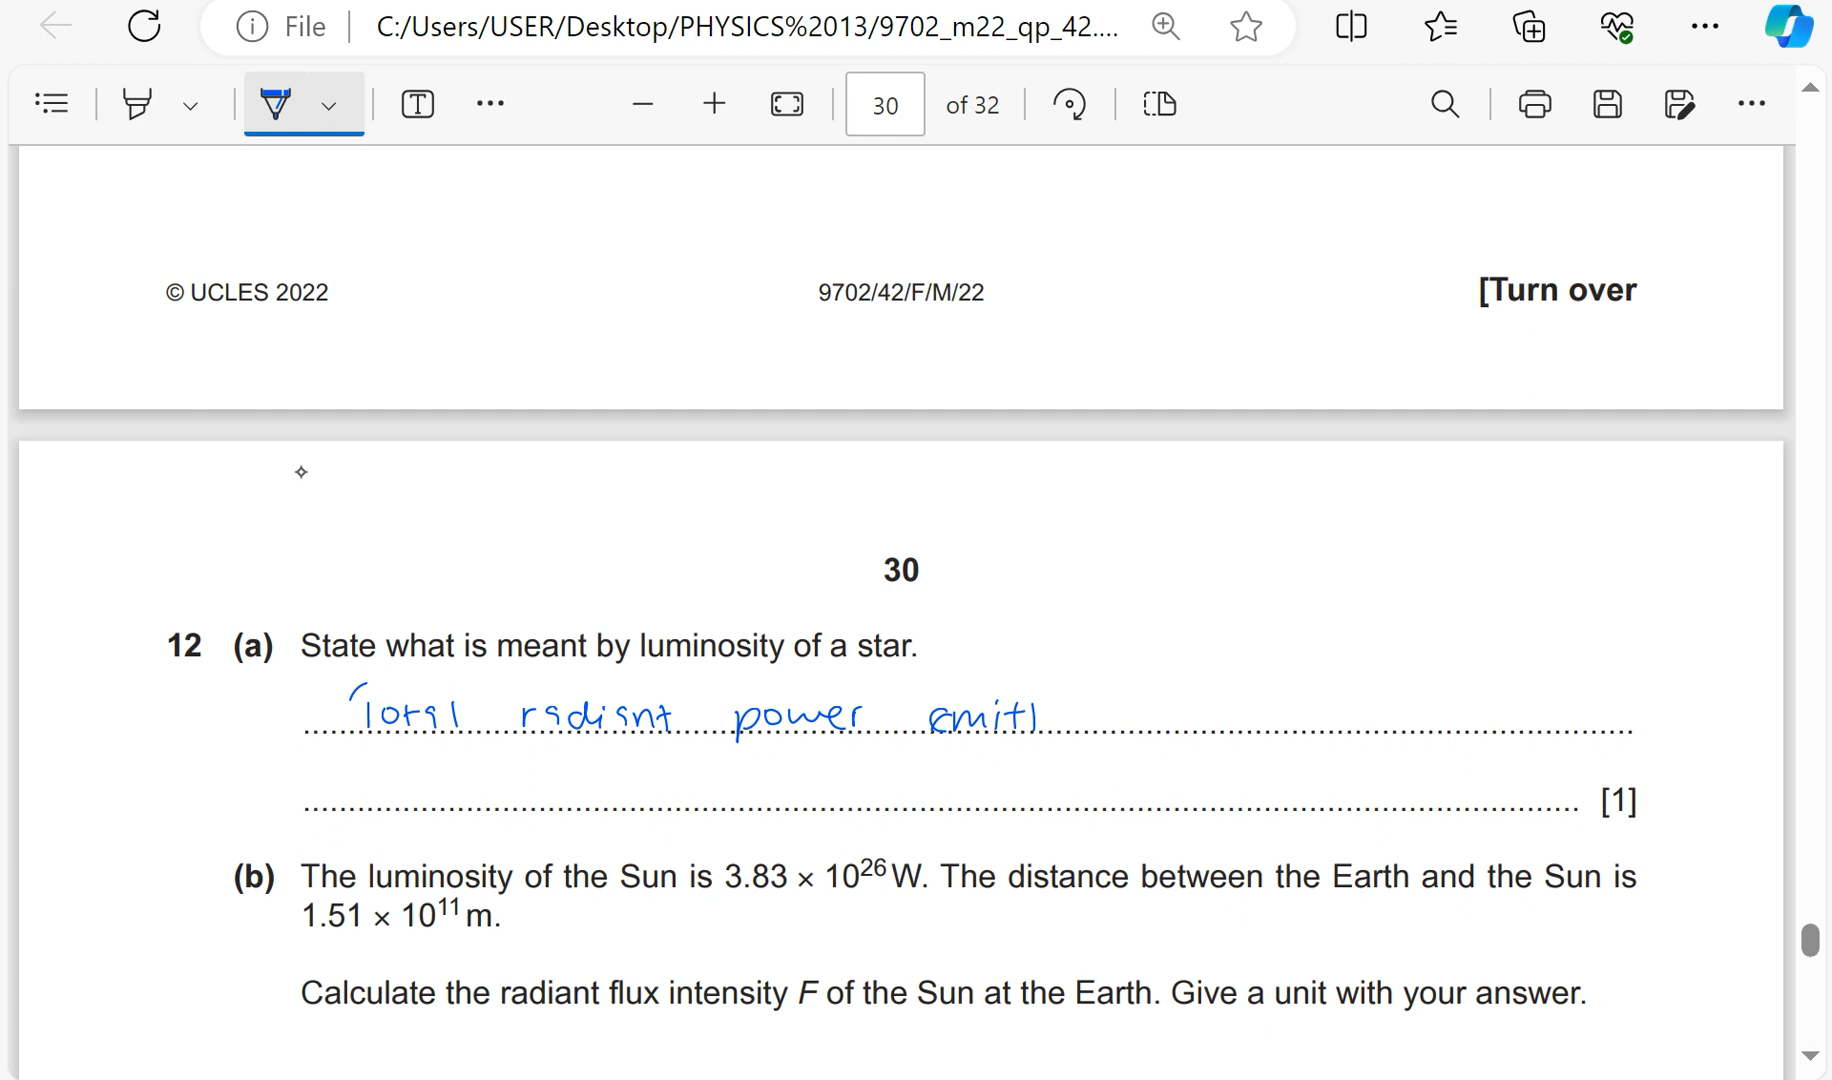 File C:/Users/USER/Desktop/PHYSICS%2013/9702_m22_qp_42....
30 of 32
© UCLES 2022 9702/42/F/M/22 [Turn over
30
12 (a) State what is meant by luminosity of a star.
Total radiant power emitt
[1]
(b) The luminosity of the Sun is 3.83 × 10²⁶ W. The distance between the Earth and the Sun is
1.51 × 10¹¹ m.
Calculate the radiant flux intensity F of the Sun at the Earth. Give a unit with your answer.